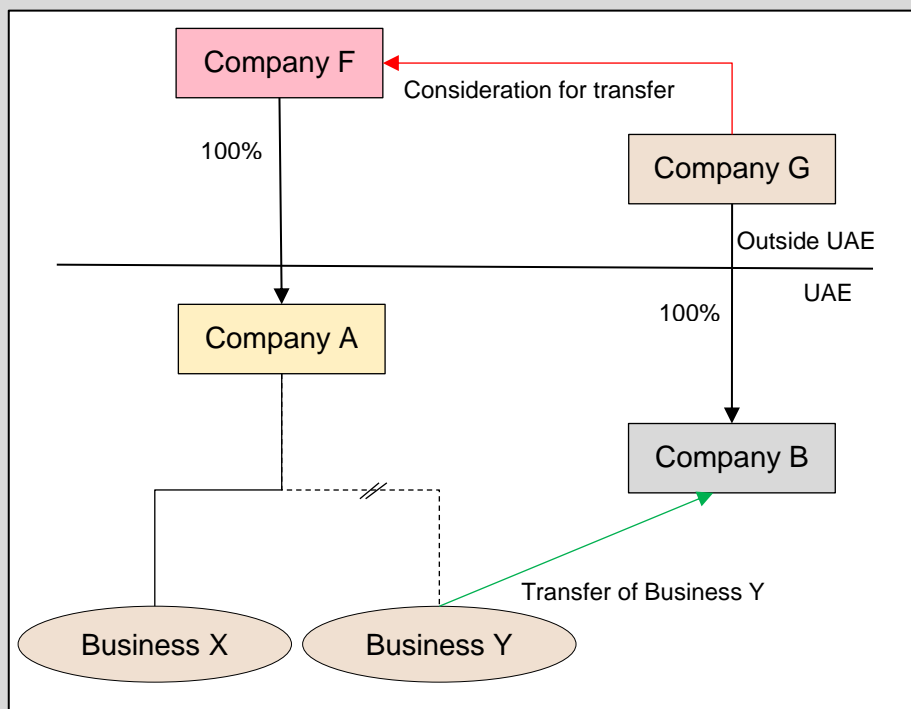 Company F
Consideration for transfer
100%
Company G
Outside UAE
UAE
100%
Company A
Company B
Transfer of Business Y
Business X
Business Y